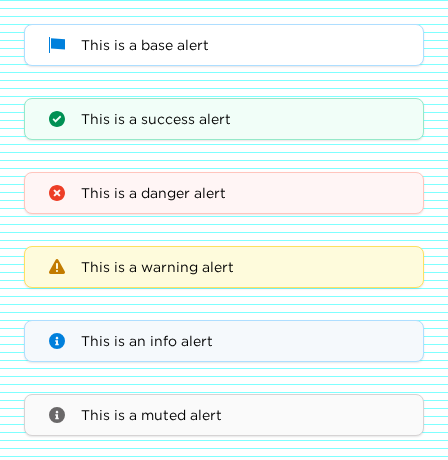 This is a base alert
This is a success alert
This is a danger alert
This is a warning alert
This is an info alert
This is a muted alert